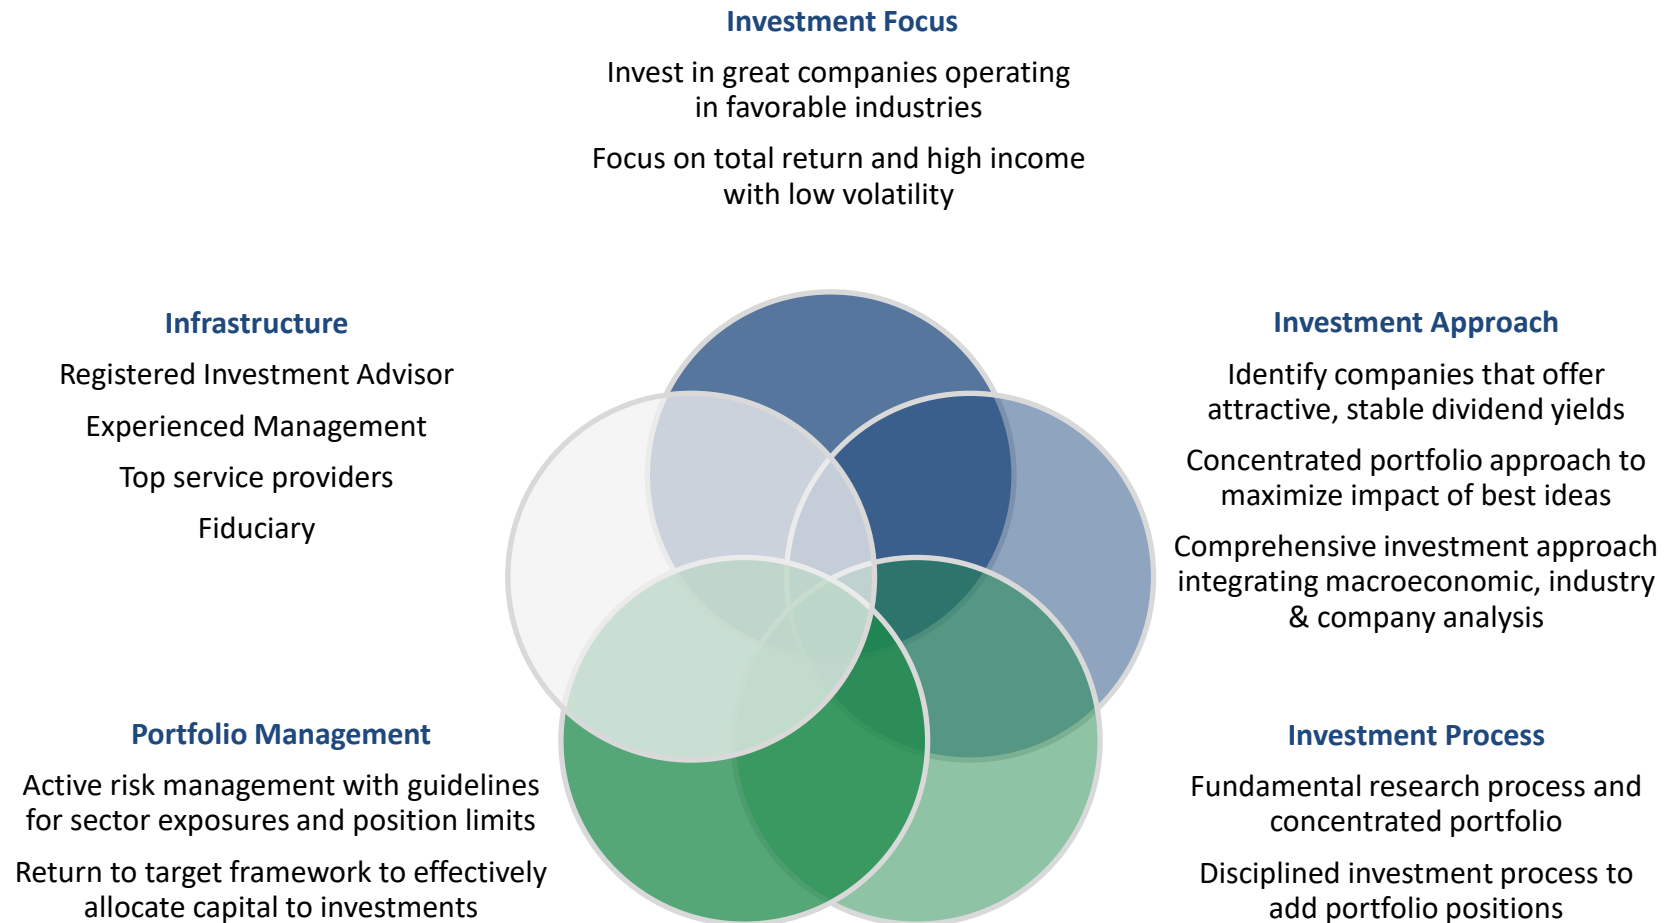 Investment Focus
Invest in great companies operating
in favorable industries
Focus on total return and high income
with low volatility
Infrastructure
Registered Investment Advisor
Experienced Management
Top service providers
Fiduciary
Investment Approach
Identify companies that offer
attractive, stable dividend yields
Concentrated portfolio approach to
maximize impact of best ideas
Comprehensive investment approach
integrating macroeconomic, industry
& company analysis
Portfolio Management
Active risk management with guidelines
for sector exposures and position limits
Return to target framework to effectively
allocate capital to investments
Investment Process
Fundamental research process and
concentrated portfolio
Disciplined investment process to
add portfolio positions